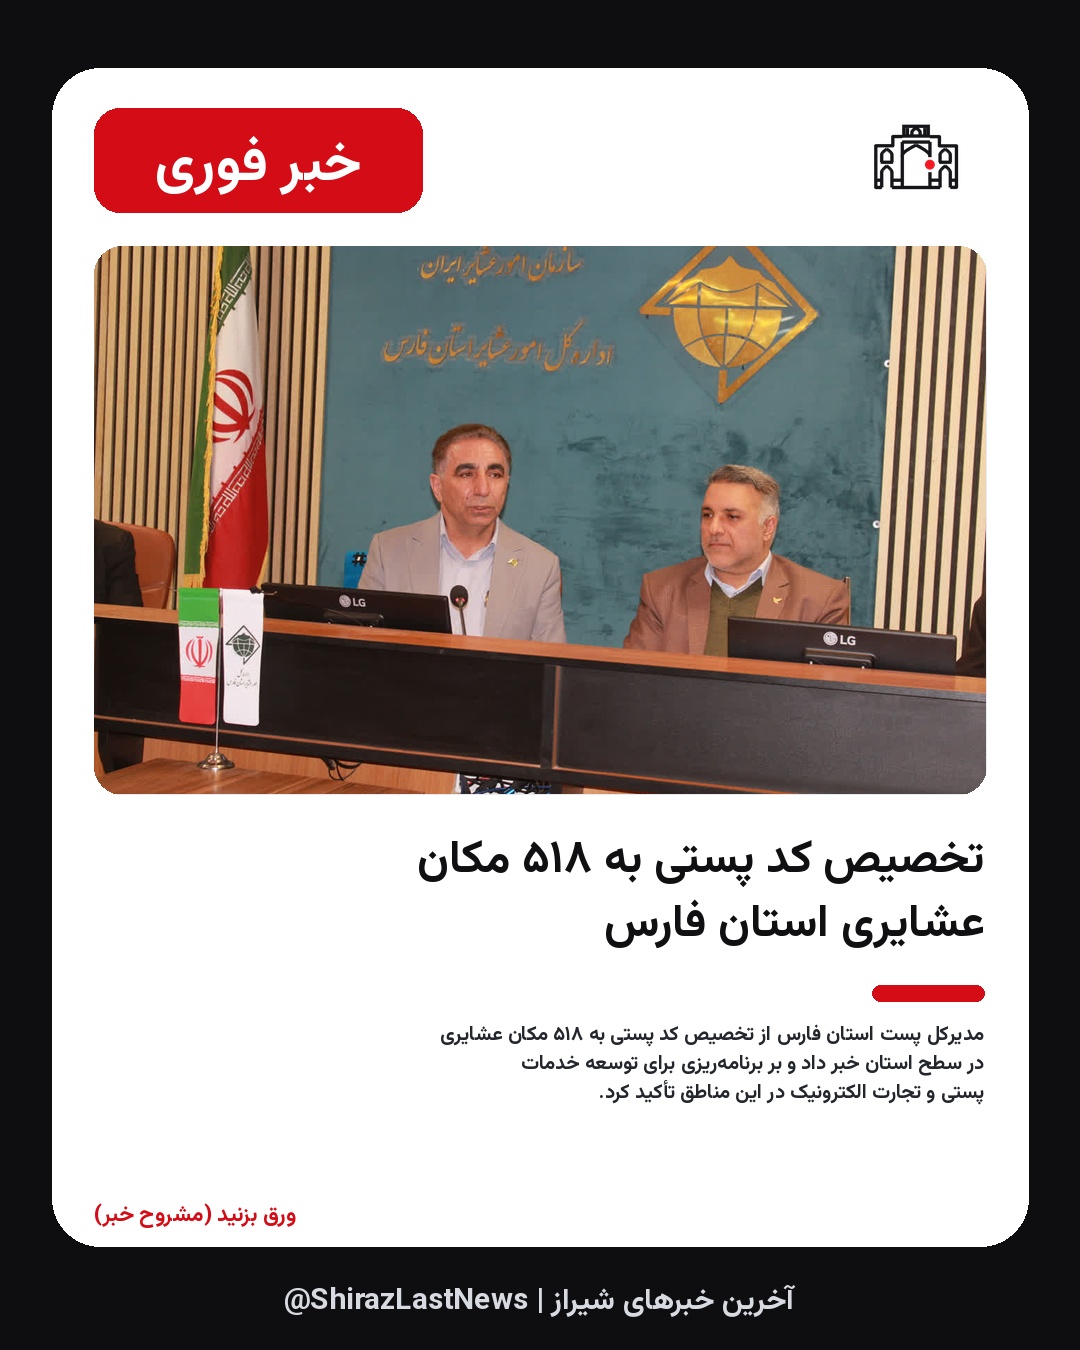 خبر فوری
سازمان امور عشایر ایران
اداره کل امور عشایر استان فارس
LG
LG
تخصیص کد پستی به ۵۱۸ مکان
عشایری استان فارس
مدیرکل پست استان فارس از تخصیص کد پستی به ۵۱۸ مکان عشایری
در سطح استان خبر داد و بر برنامه‌ریزی برای توسعه خدمات
پستی و تجارت الکترونیک در این مناطق تأکید کرد.
ورق بزنید (مشروح خبر)
آخرین خبرهای شیراز | @ShirazLastNews